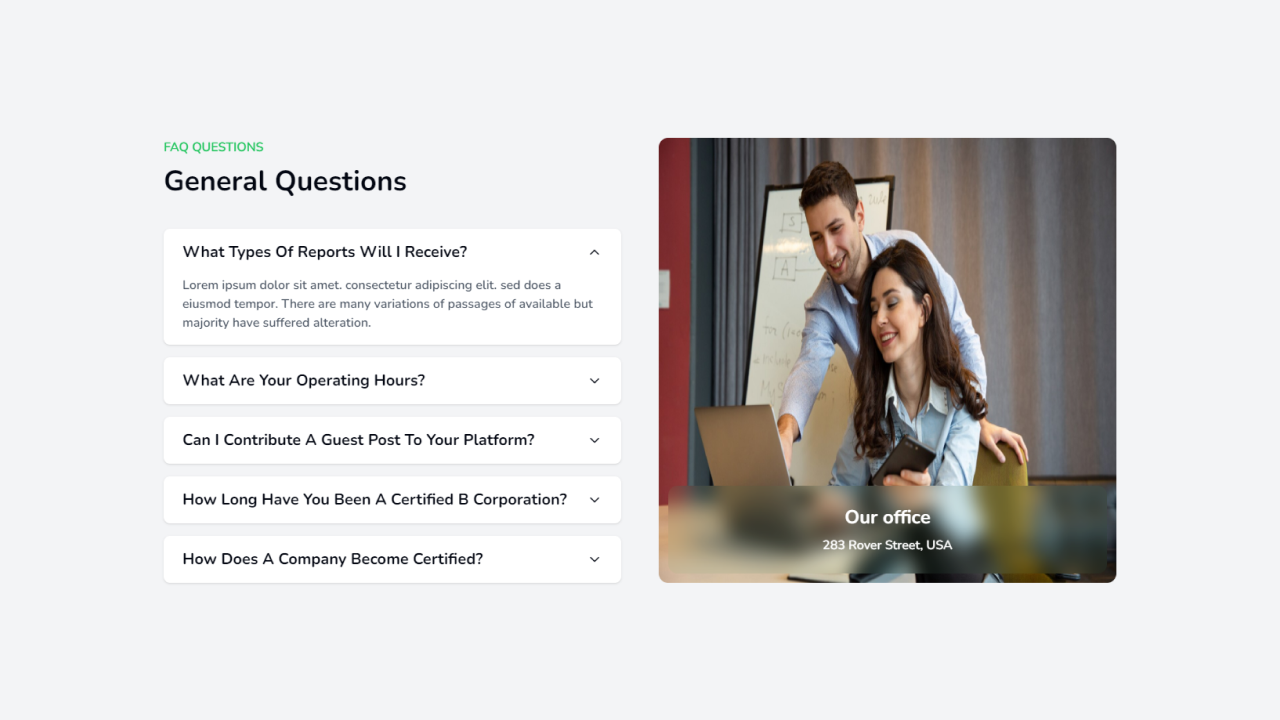 FAQ QUESTIONS
General Questions
What Types Of Reports Will I Receive?
Lorem ipsum dolor sit amet. consectetur adipiscing elit. sed does a
eiusmod tempor. There are many variations of passages of available but
majority have suffered alteration.
What Are Your Operating Hours?
Can I Contribute A Guest Post To Your Platform?
How Long Have You Been A Certified B Corporation?
How Does A Company Become Certified?
S
A
Our office
283 Rover Street, USA